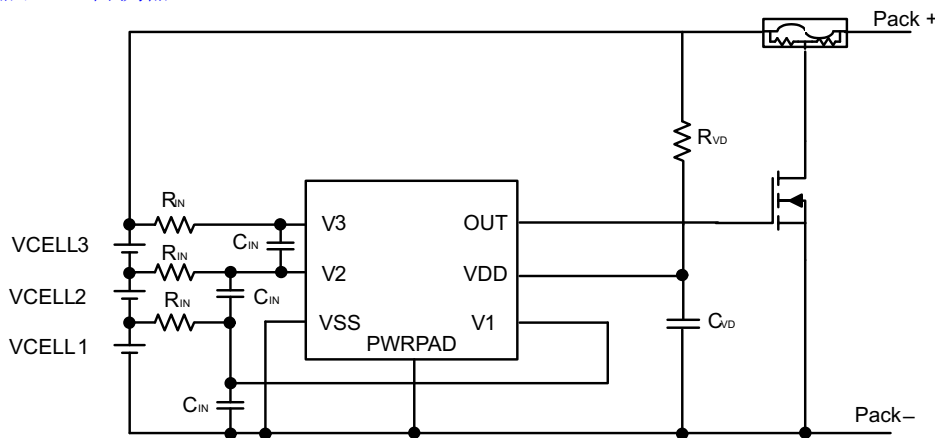 Pack +
RVD
RIN
V3
OUT
CIN
VCELL3
RIN
V2
VDD
VCELL2
RIN
CIN
VSS
V1
CVD
VCELL1
PWRPAD
CIN
Pack–